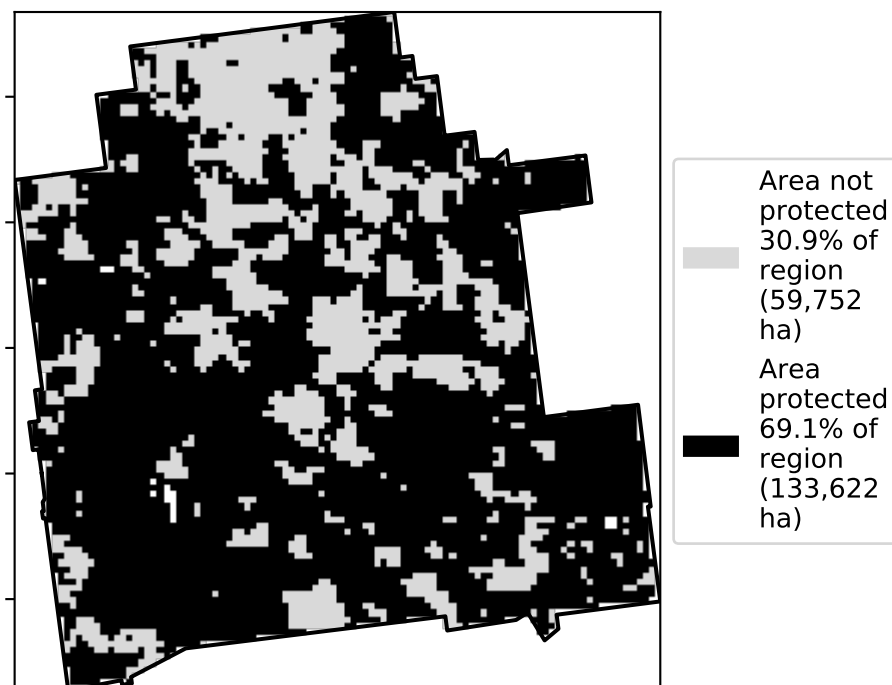 Area not
protected
30.9% of
region
(59,752
ha)
Area
protected
69.1% of
region
(133,622
ha)